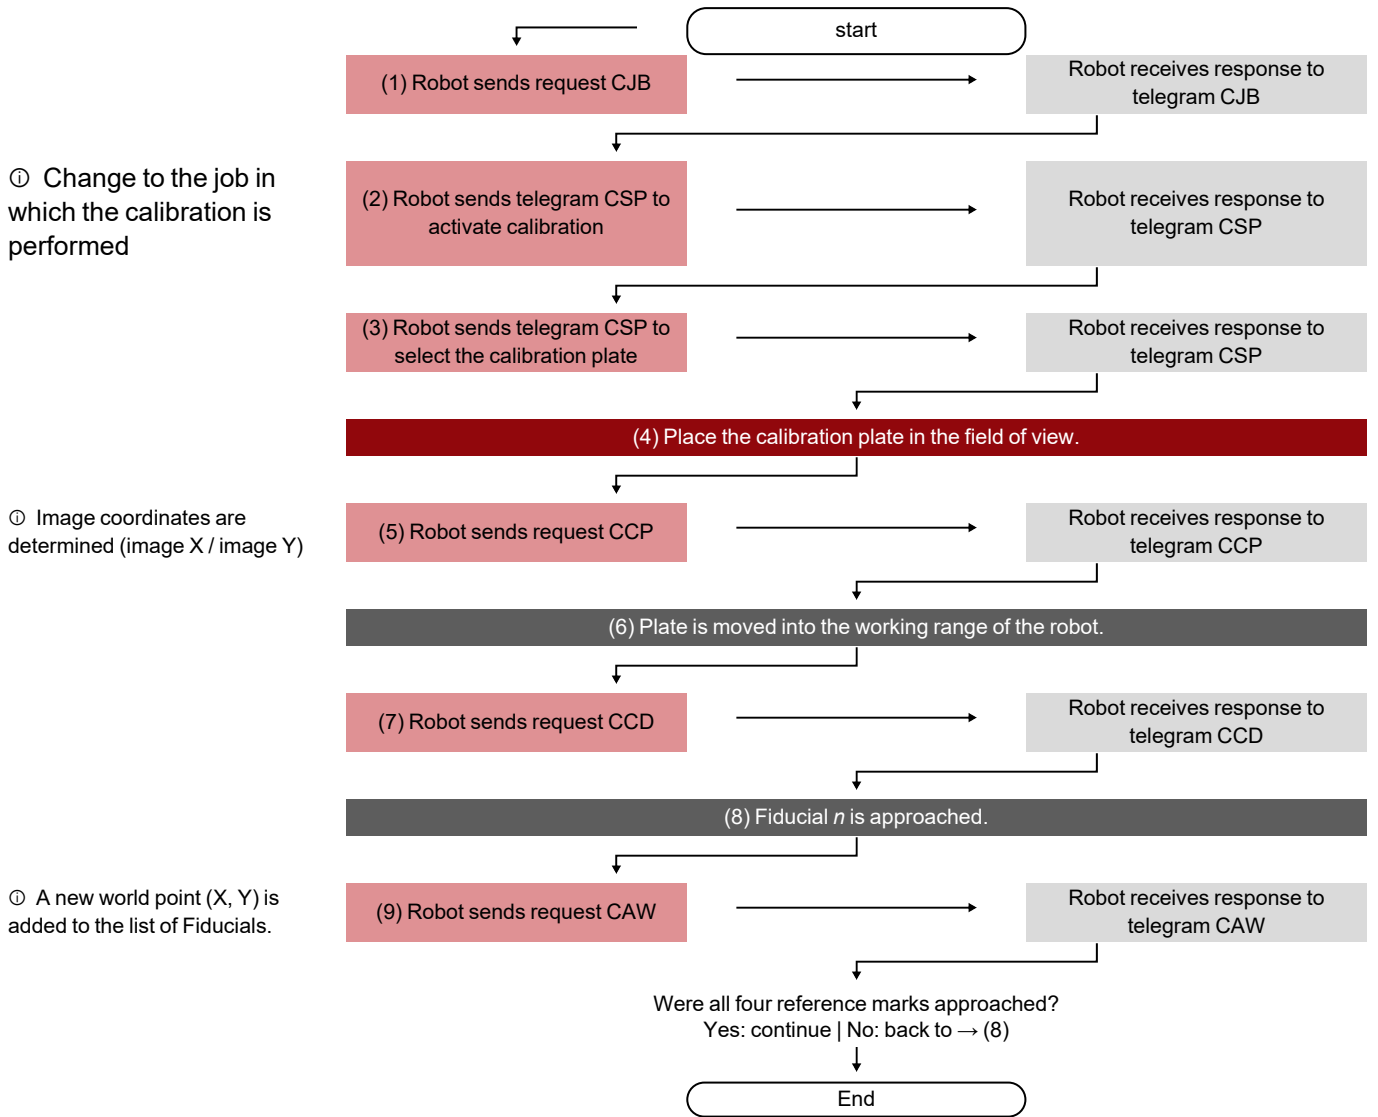 start
(1) Robot sends request CJB
Robot receives response to
telegram CJB
ⓘ Change to the job in
which the calibration is
performed
(2) Robot sends telegram CSP to
activate calibration
Robot receives response to
telegram CSP
(3) Robot sends telegram CSP to
select the calibration plate
Robot receives response to
telegram CSP
(4) Place the calibration plate in the field of view.
ⓘ Image coordinates are
determined (image X / image Y)
(5) Robot sends request CCP
Robot receives response to
telegram CCP
(6) Plate is moved into the working range of the robot.
(7) Robot sends request CCD
Robot receives response to
telegram CCD
(8) Fiducial n is approached.
ⓘ A new world point (X, Y) is
added to the list of Fiducials.
(9) Robot sends request CAW
Robot receives response to
telegram CAW
Were all four reference marks approached?
Yes: continue | No: back to → (8)
End